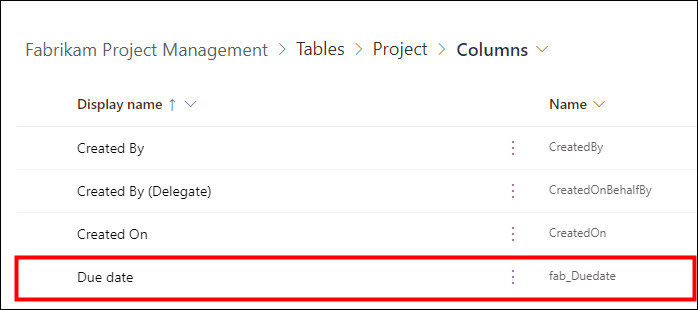 Fabrikam Project Management > Tables > Project > Columns
Display name ↑ Name
Created By CreatedBy
Created By (Delegate) CreatedOnBehalfBy
Created On CreatedOn
Due date fab_Duedate